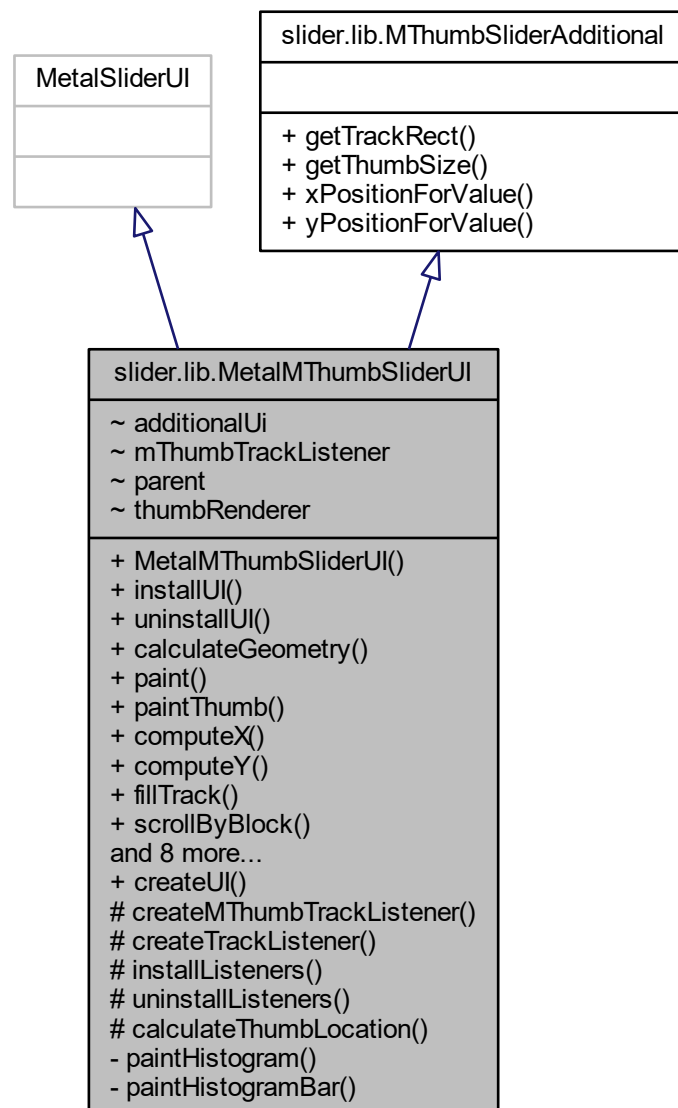 MetalSliderUI
slider.lib.MThumbSliderAdditional
+ getTrackRect()
+ getThumbSize()
+ xPositionForValue()
+ yPositionForValue()
slider.lib.MetalMThumbSliderUI
~ additionalUi
~ mThumbTrackListener
~ parent
~ thumbRenderer
+ MetalMThumbSliderUI()
+ installUI()
+ uninstallUI()
+ calculateGeometry()
+ paint()
+ paintThumb()
+ computeX()
+ computeY()
+ fillTrack()
+ scrollByBlock()
and 8 more...
+ createUI()
# createMThumbTrackListener()
# createTrackListener()
# installListeners()
# uninstallListeners()
# calculateThumbLocation()
- paintHistogram()
- paintHistogramBar()